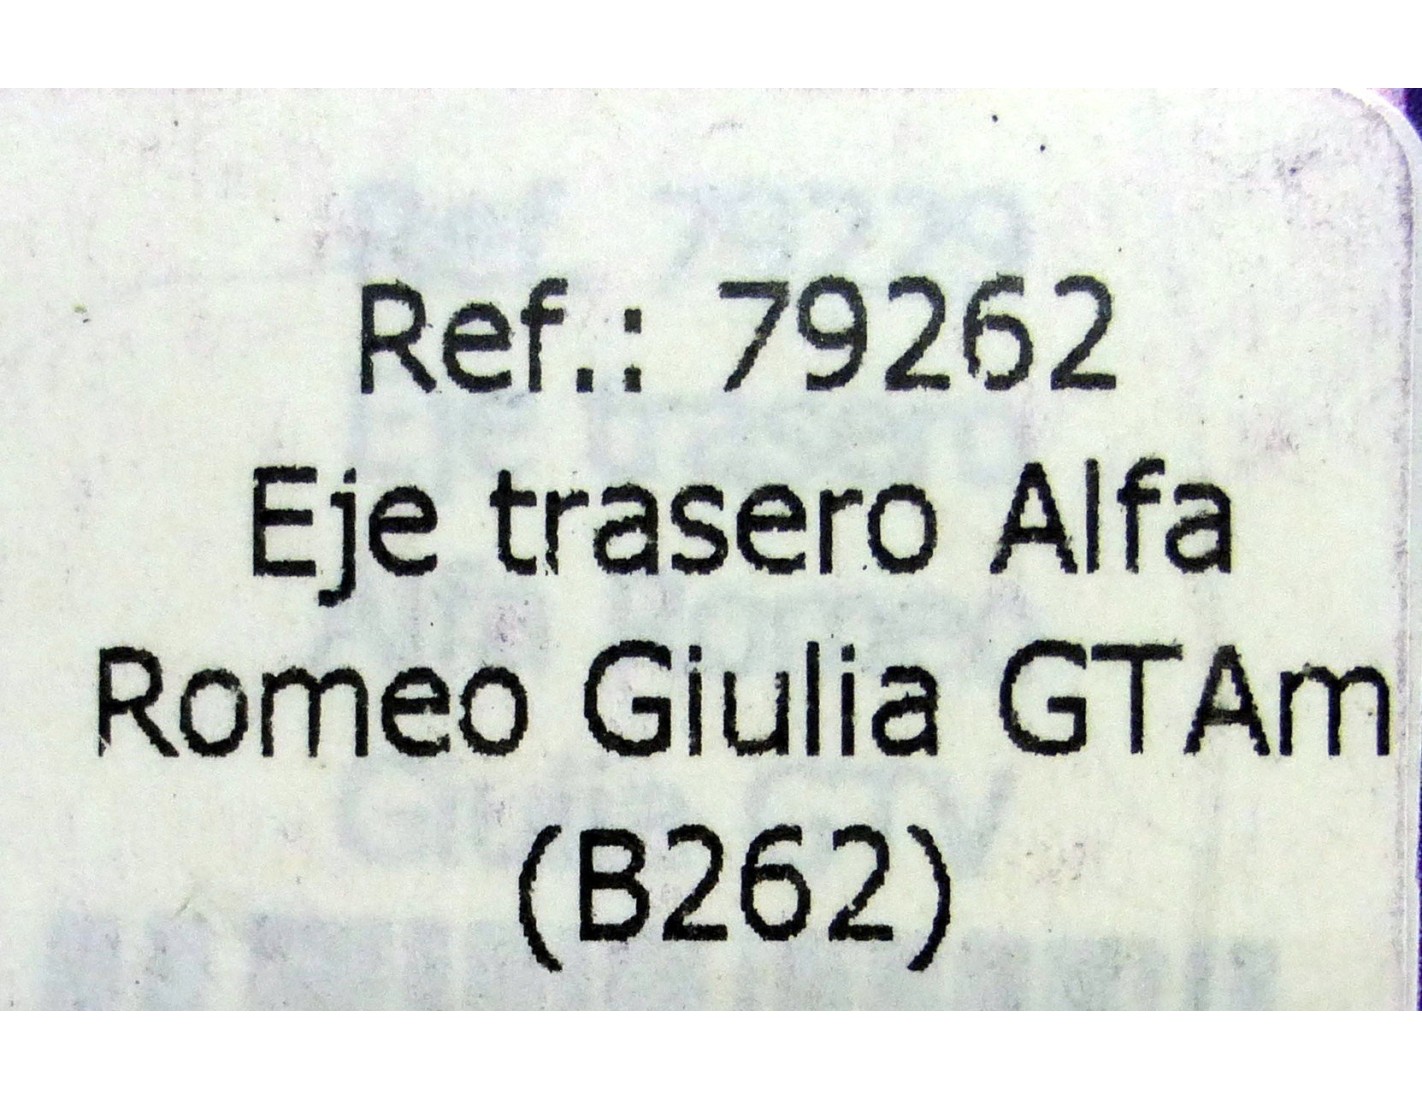 Ref.: 79262
Eje trasero Alfa
Romeo Giulia GTAm
(B262)